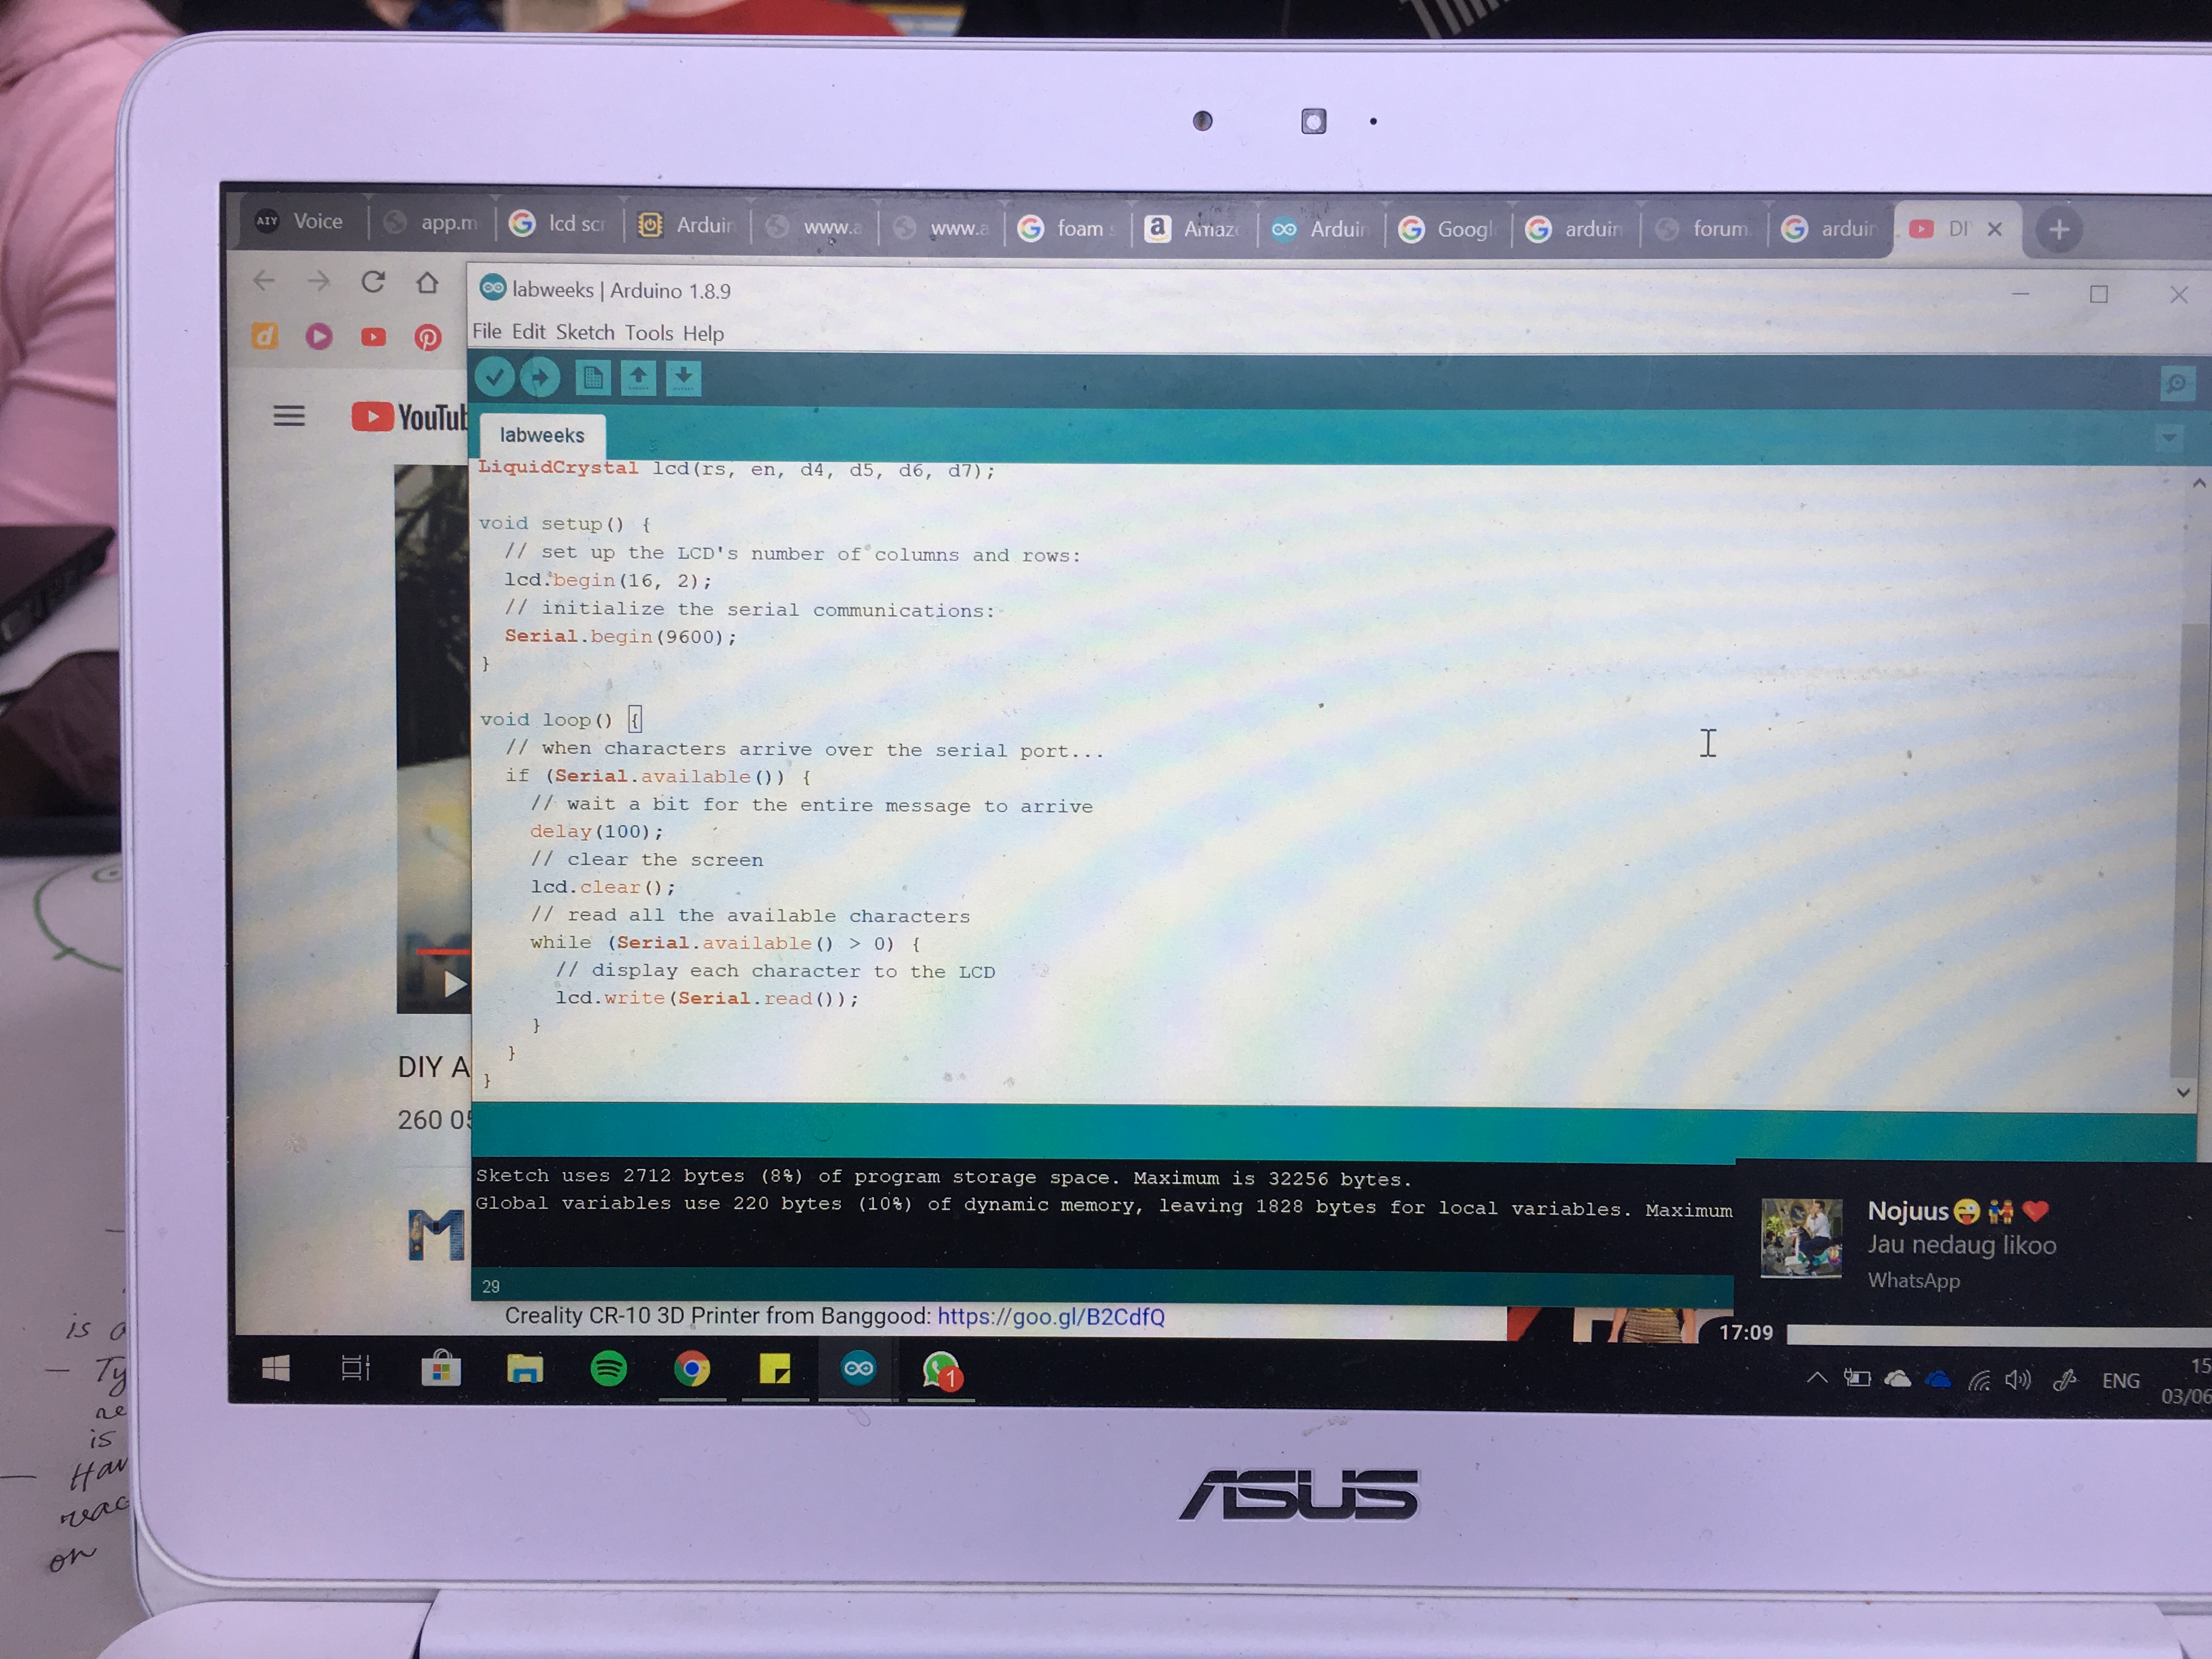 AIY Voice app.m lcd scr Arduin www.a www.a foam s a Amaz Arduin Googl arduin forum arduin DI
labweeks | Arduino 1.8.9
d
File Edit Sketch Tools Help
YouTub
labweeks
LiquidCrystal lcd(rs, en, d4, d5, d6, d7);
void setup() {
// set up the LCD's number of columns and rows:
lcd.begin(16, 2);
// initialize the serial communications:
Serial.begin(9600);
}
void loop() {
// when characters arrive over the serial port...
if (Serial.available()) {
// wait a bit for the entire message to arrive
delay(100);
// clear the screen
lcd.clear();
// read all the available characters
while (Serial.available() > 0) {
// display each character to the LCD
lcd.write(Serial.read());
}
}
}
DIY A
260 05
Sketch uses 2712 bytes (8%) of program storage space. Maximum is 32256 bytes.
Global variables use 220 bytes (10%) of dynamic memory, leaving 1828 bytes for local variables. Maximum
M
Nojuus
Jau nedaug likoo
WhatsApp
29
Creality CR-10 3D Printer from Banggood: https://goo.gl/B2CdfQ
17:09
1
ENG
15
03/06
ASUS
is a
— Ty
re
is
— Hav
reac
on